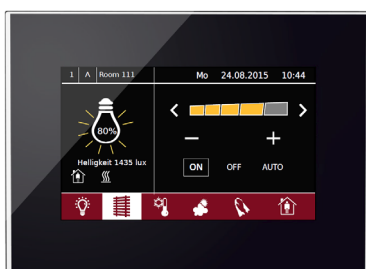 1 A Room 111 Mo 24.08.2015 10:44
80%
Helligkeit 1435 lux
ON OFF AUTO